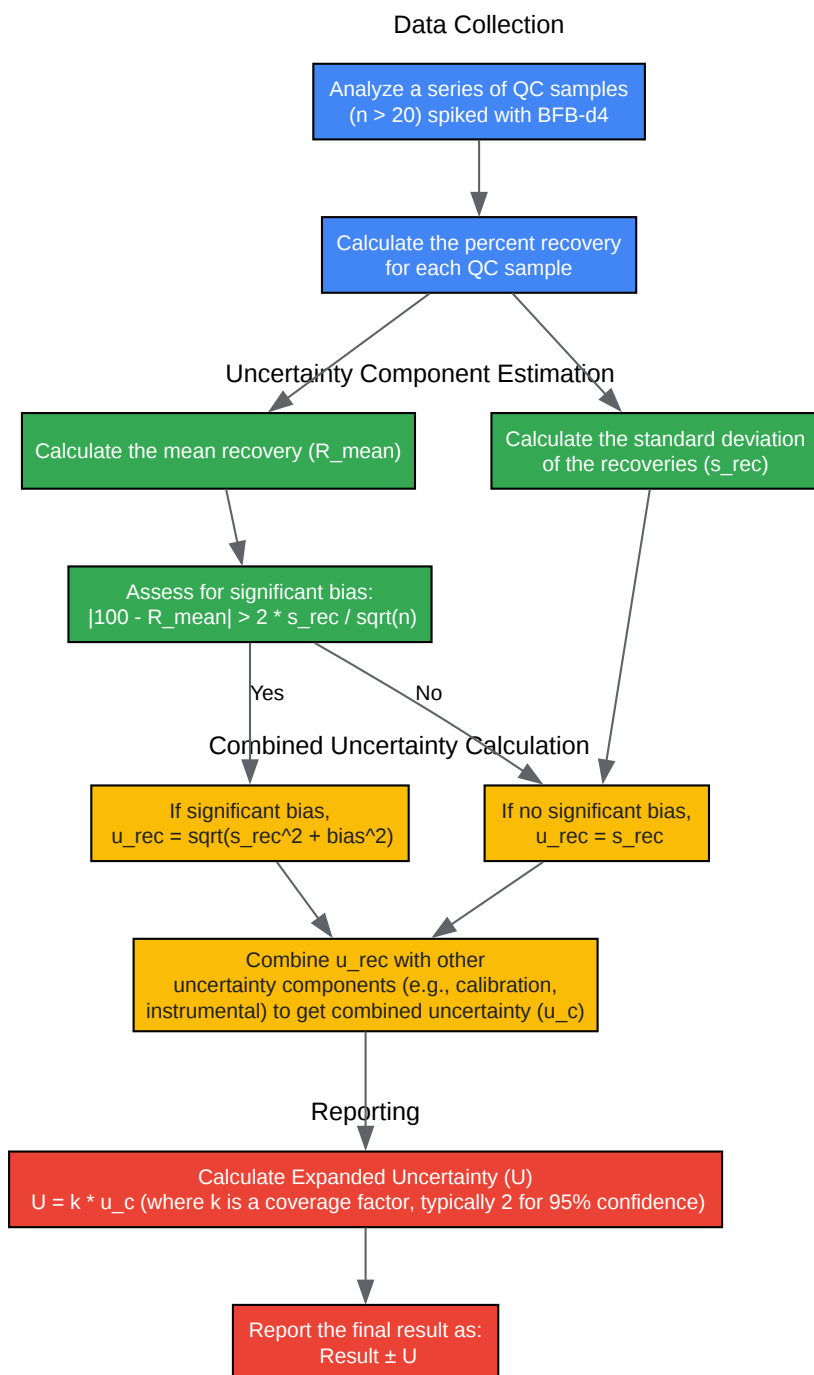 Data Collection
Analyze a series of QC samples
(n > 20) spiked with BFB-d4
Calculate the percent recovery
for each QC sample
Uncertainty Component Estimation
Calculate the mean recovery (R_mean)
Calculate the standard deviation
of the recoveries (s_rec)
Assess for significant bias:
|100 - R_mean| > 2 * s_rec / sqrt(n)
Yes
No
Combined Uncertainty Calculation
If significant bias,
u_rec = sqrt(s_rec^2 + bias^2)
If no significant bias,
u_rec = s_rec
Combine u_rec with other
uncertainty components (e.g., calibration,
instrumental) to get combined uncertainty (u_c)
Reporting
Calculate Expanded Uncertainty (U)
U = k * u_c (where k is a coverage factor, typically 2 for 95% confidence)
Report the final result as:
Result ± U